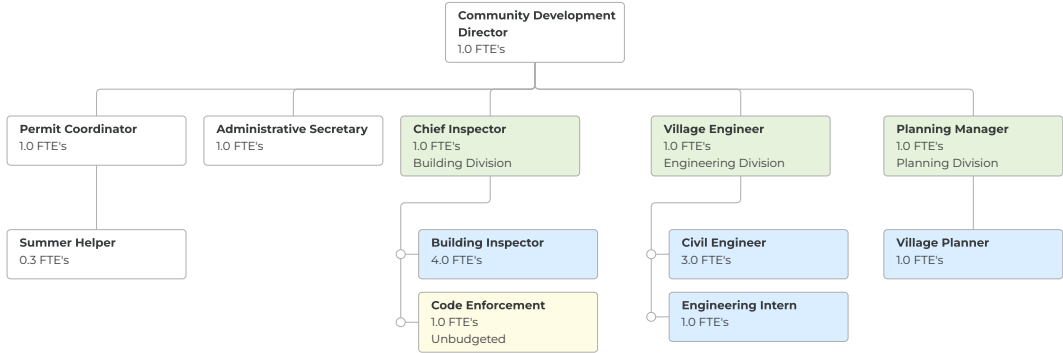 Community Development
Director
1.0 FTE's
Permit Coordinator
1.0 FTE's
Administrative Secretary
1.0 FTE's
Chief Inspector
1.0 FTE's
Building Division
Village Engineer
1.0 FTE's
Engineering Division
Planning Manager
1.0 FTE's
Planning Division
Summer Helper
0.3 FTE's
Building Inspector
4.0 FTE's
Civil Engineer
3.0 FTE's
Village Planner
1.0 FTE's
Code Enforcement
1.0 FTE's
Unbudgeted
Engineering Intern
1.0 FTE's